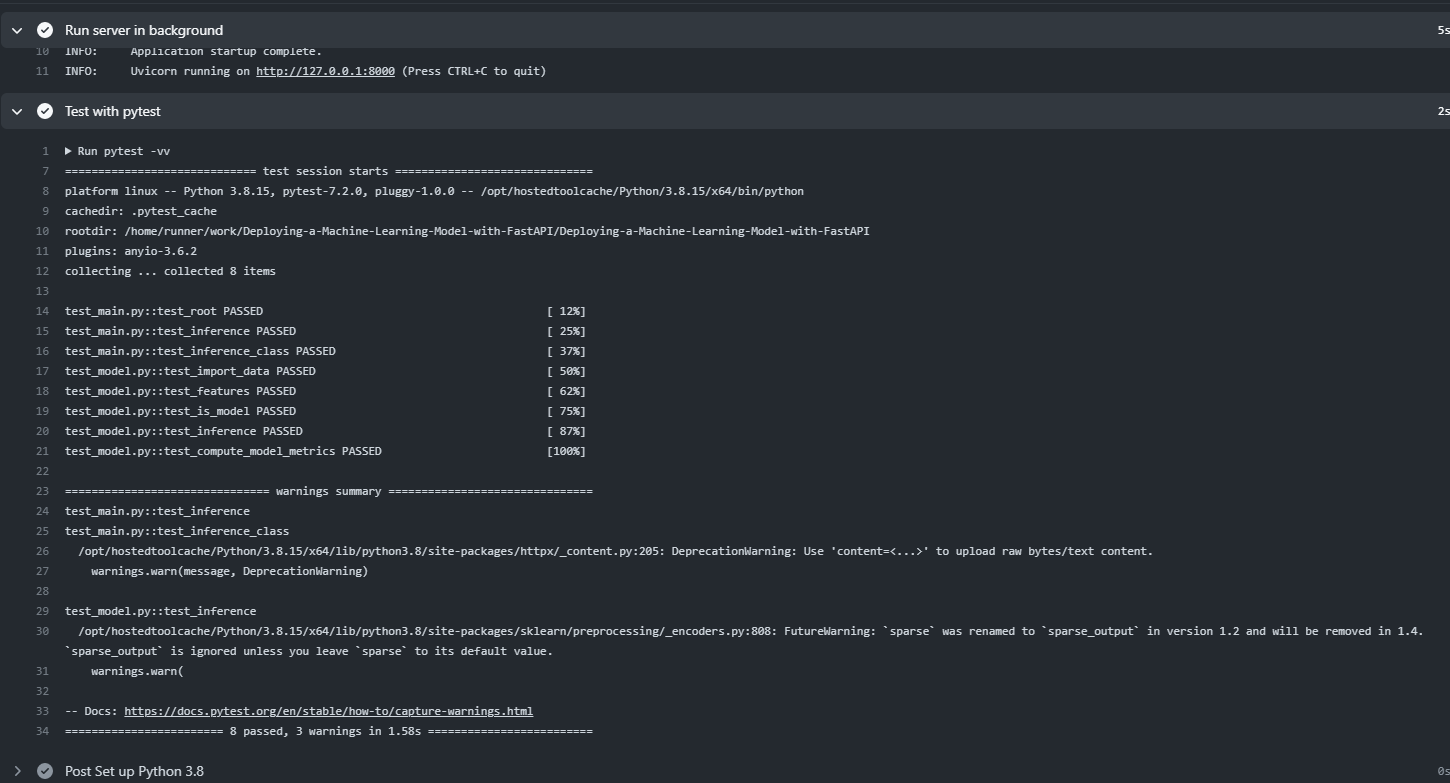 Run server in background 5s
10 INFO:     Application startup complete.
11 INFO:     Uvicorn running on http://127.0.0.1:8000 (Press CTRL+C to quit)
Test with pytest 2s
1 ▶ Run pytest -vv
7 ============================= test session starts ==============================
8 platform linux -- Python 3.8.15, pytest-7.2.0, pluggy-1.0.0 -- /opt/hostedtoolcache/Python/3.8.15/x64/bin/python
9 cachedir: .pytest_cache
10 rootdir: /home/runner/work/Deploying-a-Machine-Learning-Model-with-FastAPI/Deploying-a-Machine-Learning-Model-with-FastAPI
11 plugins: anyio-3.6.2
12 collecting ... collected 8 items
13
14 test_main.py::test_root PASSED                                           [ 12%]
15 test_main.py::test_inference PASSED                                      [ 25%]
16 test_main.py::test_inference_class PASSED                                [ 37%]
17 test_model.py::test_import_data PASSED                                   [ 50%]
18 test_model.py::test_features PASSED                                      [ 62%]
19 test_model.py::test_is_model PASSED                                      [ 75%]
20 test_model.py::test_inference PASSED                                     [ 87%]
21 test_model.py::test_compute_model_metrics PASSED                         [100%]
22
23 =============================== warnings summary ===============================
24 test_main.py::test_inference
25 test_main.py::test_inference_class
26   /opt/hostedtoolcache/Python/3.8.15/x64/lib/python3.8/site-packages/httpx/_content.py:205: DeprecationWarning: Use 'content=<...>' to upload raw bytes/text content.
27     warnings.warn(message, DeprecationWarning)
28
29 test_model.py::test_inference
30   /opt/hostedtoolcache/Python/3.8.15/x64/lib/python3.8/site-packages/sklearn/preprocessing/_encoders.py:808: FutureWarning: `sparse` was renamed to `sparse_output` in version 1.2 and will be removed in 1.4.
`sparse_output` is ignored unless you leave `sparse` to its default value.
31     warnings.warn(
32
33 -- Docs: https://docs.pytest.org/en/stable/how-to/capture-warnings.html
34 ======================== 8 passed, 3 warnings in 1.58s =========================
Post Set up Python 3.8 0s